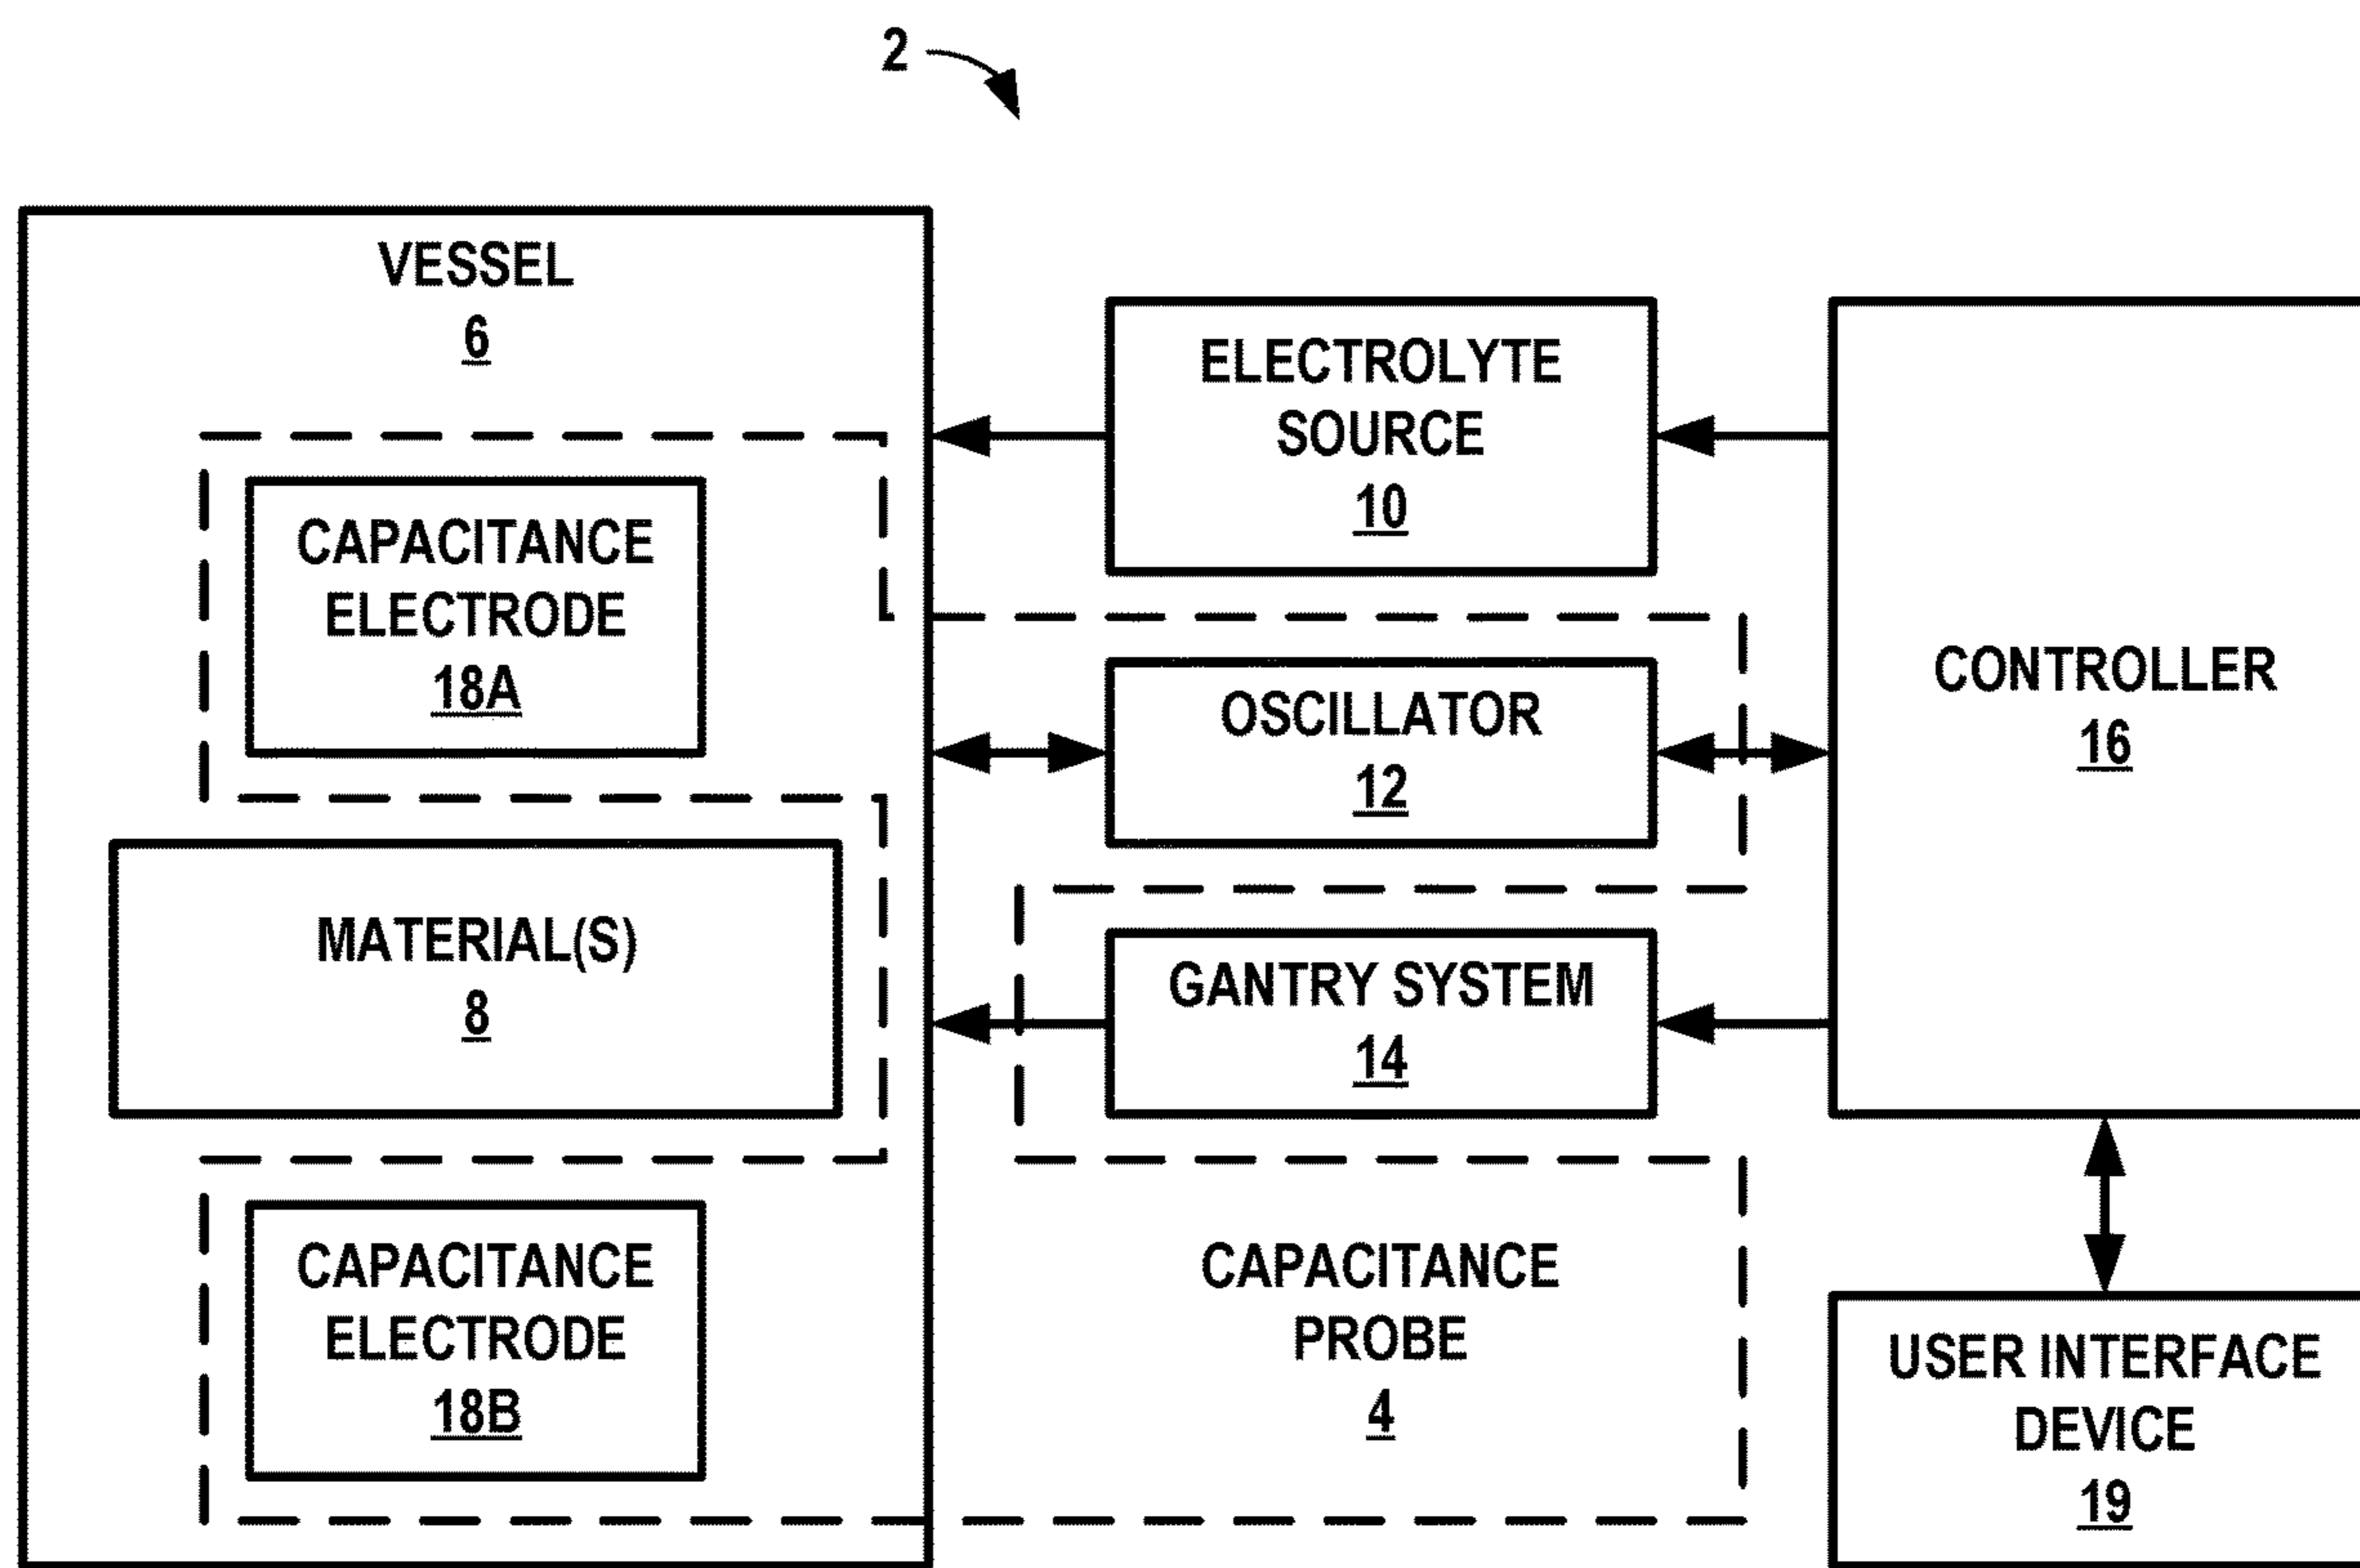 2
VESSEL
6
CAPACITANCE
ELECTRODE
18A
MATERIAL(S)
8
CAPACITANCE
ELECTRODE
18B
ELECTROLYTE
SOURCE
10
OSCILLATOR
12
GANTRY SYSTEM
14
CAPACITANCE
PROBE
4
CONTROLLER
16
USER INTERFACE
DEVICE
19